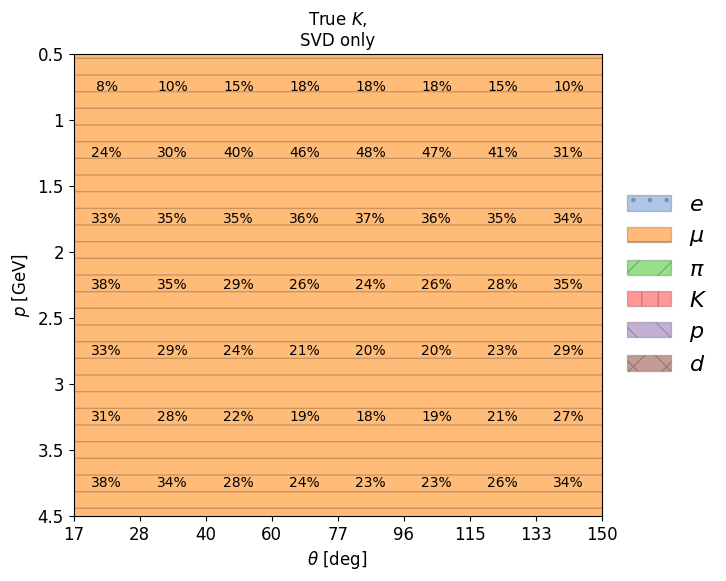 True K,
SVD only
0.5
8% 10% 15% 18% 18% 18% 15% 10%
1
24% 30% 40% 46% 48% 47% 41% 31%
1.5
33% 35% 35% 36% 37% 36% 35% 34%
2
38% 35% 29% 26% 24% 26% 28% 35%
2.5
33% 29% 24% 21% 20% 20% 23% 29%
3
31% 28% 22% 19% 18% 19% 21% 27%
3.5
38% 34% 28% 24% 23% 23% 26% 34%
4
4.5
p [GeV]
17 28 40 60 77 96 115 133 150
θ [deg]
e
μ
π
K
p
d